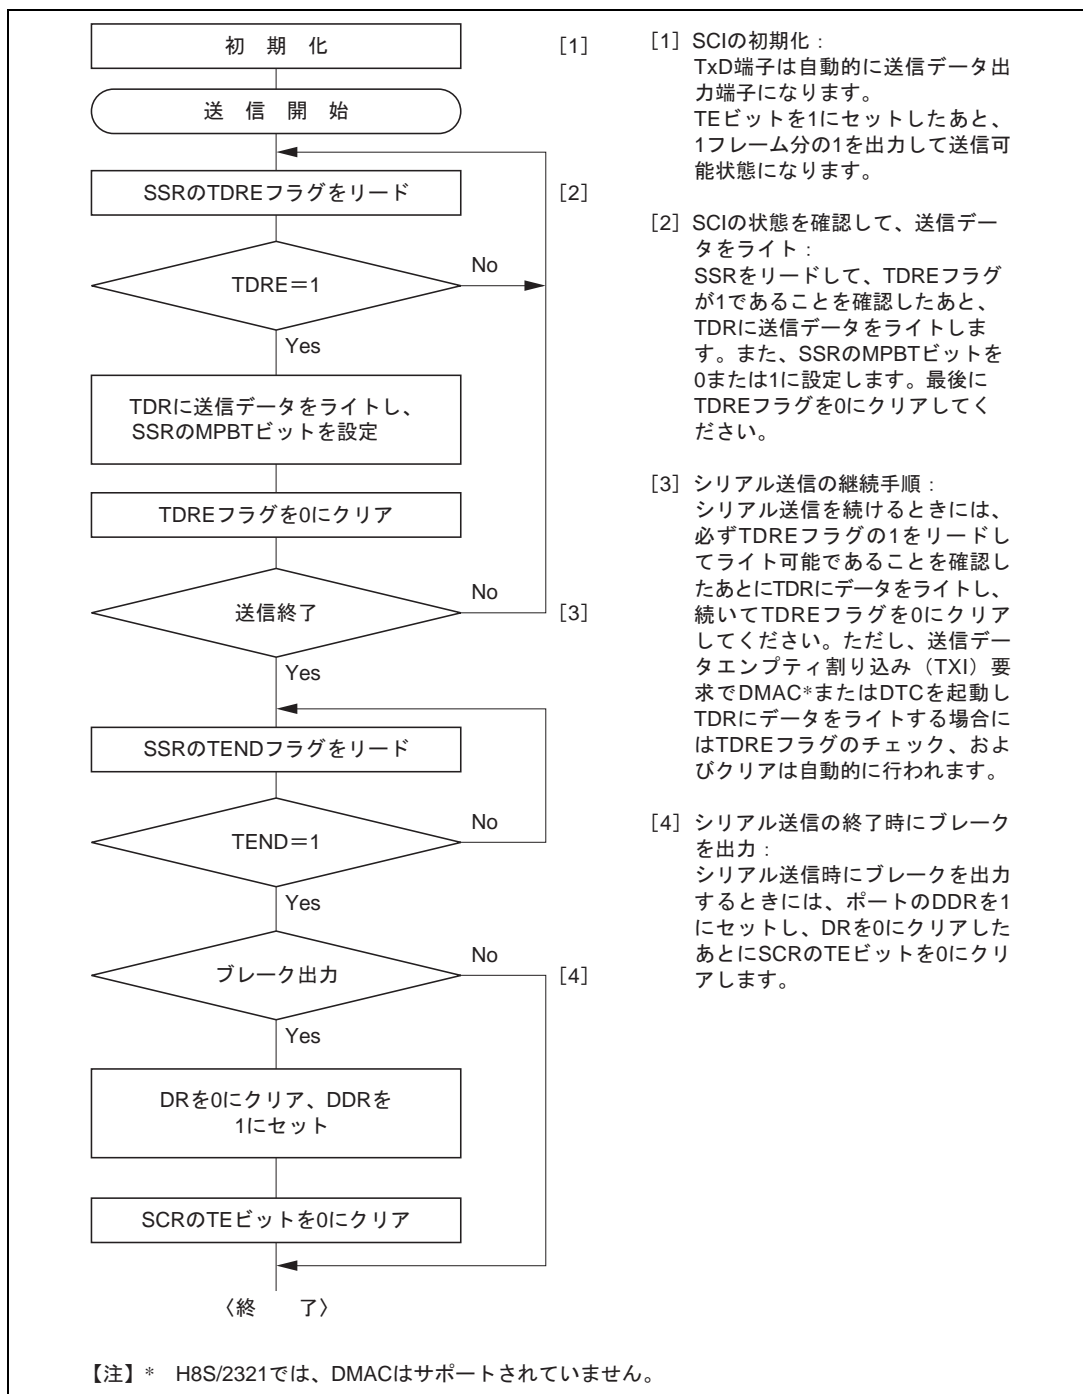 初　期　化
［1］
送　信　開　始
SSRのTDREフラグをリード
［2］
TDRE＝1
No
Yes
TDRに送信データをライトし、
SSRのMPBTビットを設定
TDREフラグを0にクリア
送信終了
No
［3］
Yes
SSRのTENDフラグをリード
TEND＝1
No
Yes
ブレーク出力
No
［4］
Yes
DRを0にクリア、DDRを
1にセット
SCRのTEビットを0にクリア
〈終　　了〉
［1］SCIの初期化：
TxD端子は自動的に送信データ出
力端子になります。
TEビットを1にセットしたあと、
1フレーム分の1を出力して送信可
能状態になります。
［2］SCIの状態を確認して、送信デー
タをライト：
SSRをリードして、TDREフラグ
が1であることを確認したあと、
TDRに送信データをライトしま
す。また、SSRのMPBTビットを
0または1に設定します。最後に
TDREフラグを0にクリアしてく
ださい。
［3］シリアル送信の継続手順：
シリアル送信を続けるときには、
必ずTDREフラグの1をリードし
てライト可能であることを確認し
たあとにTDRにデータをライトし、
続いてTDREフラグを0にクリア
してください。ただし、送信デー
タエンプティ割り込み（TXI）要
求でDMAC*またはDTCを起動し
TDRにデータをライトする場合に
はTDREフラグのチェック、およ
びクリアは自動的に行われます。
［4］シリアル送信の終了時にブレーク
を出力：
シリアル送信時にブレークを出力
するときには、ポートのDDRを1
にセットし、DRを0にクリアした
あとにSCRのTEビットを0にクリ
アします。
【注】*　H8S/2321では、DMACはサポートされていません。